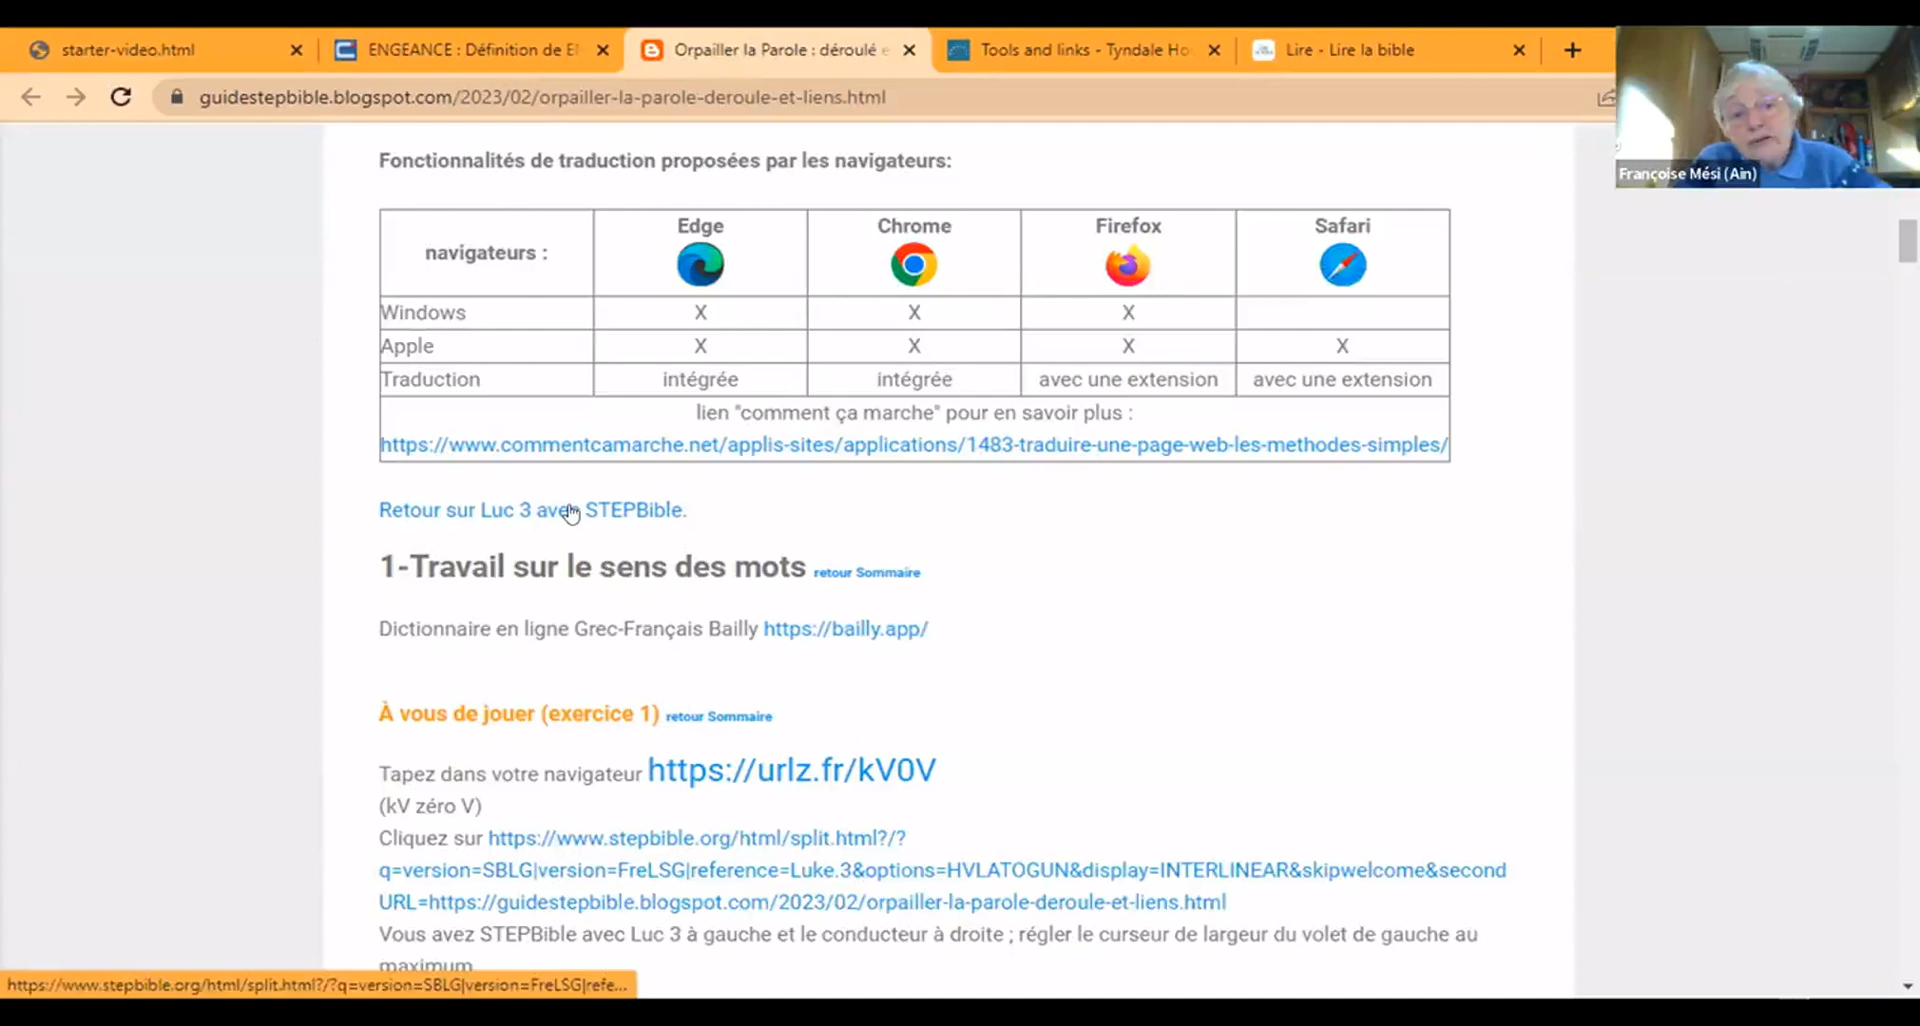 starter-video.html
ENGEANCE : Définition de E
Orpailler la Parole : déroulé e
Tools and links - Tyndale Ho
Lire - Lire la bible
guidestepbible.blogspot.com/2023/02/orpailler-la-parole-deroule-et-liens.html
Françoise Mési (Ain)
Fonctionnalités de traduction proposées par les navigateurs:
navigateurs : Edge Chrome Firefox Safari
Windows X X X
Apple X X X X
Traduction intégrée intégrée avec une extension avec une extension
lien "comment ça marche" pour en savoir plus :
https://www.commentcamarche.net/applis-sites/applications/1483-traduire-une-page-web-les-methodes-simples/
Retour sur Luc 3 avec STEPBible.
1-Travail sur le sens des mots retour Sommaire
Dictionnaire en ligne Grec-Français Bailly https://bailly.app/
À vous de jouer (exercice 1) retour Sommaire
Tapez dans votre navigateur https://urlz.fr/kV0V
(kV zéro V)
Cliquez sur https://www.stepbible.org/html/split.html?/?
q=version=SBLG|version=FreLSG|reference=Luke.3&options=HVLATOGUN&display=INTERLINEAR&skipwelcome&second
URL=https://guidestepbible.blogspot.com/2023/02/orpailler-la-parole-deroule-et-liens.html
Vous avez STEPBible avec Luc 3 à gauche et le conducteur à droite ; régler le curseur de largeur du volet de gauche au
maximum
https://www.stepbible.org/html/split.html?/?q=version=SBLG|version=FreLSG|refe...